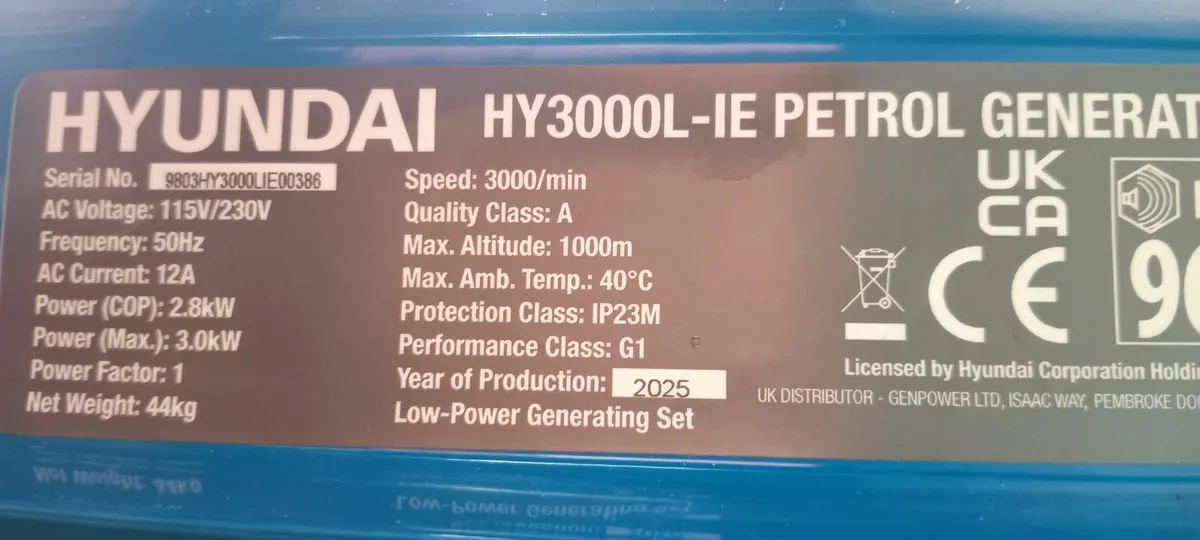 HYUNDAI HY3000L-IE PETROL
Serial No. 9803HY3000LIE00386
AC Voltage: 115V/230V
Frequency: 50Hz
AC Current: 12A
Power (COP): 2.8kW
Power (Max.): 3.0kW
Power Factor: 1
Net Weight: 44kg
Speed: 3000/min
Quality Class: A
Max. Altitude: 1000m
Max. Amb. Temp.: 40°C
Protection Class: IP23M
Performance Class: G1
Year of Production: 2025
Low-Power Generating Set
UK
CA
CE
Licensed by Hyundai Corporation
UK DISTRIBUTOR - GENPOWER LTD, ISAAC WAY, PEMBROKE